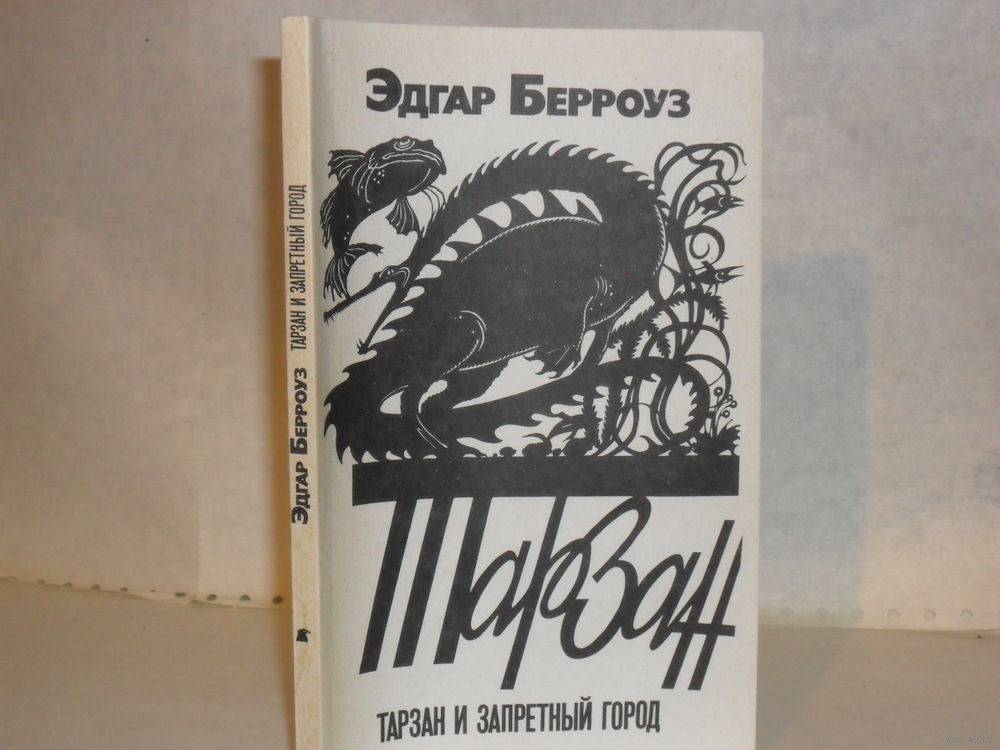 ЭДГАР БЕРРОУЗ
Тарзан
ТАРЗАН И ЗАПРЕТНЫЙ ГОРОД
ЭДГАР БЕРРОУЗ ТАРЗАН И ЗАПРЕТНЫЙ ГОРОД